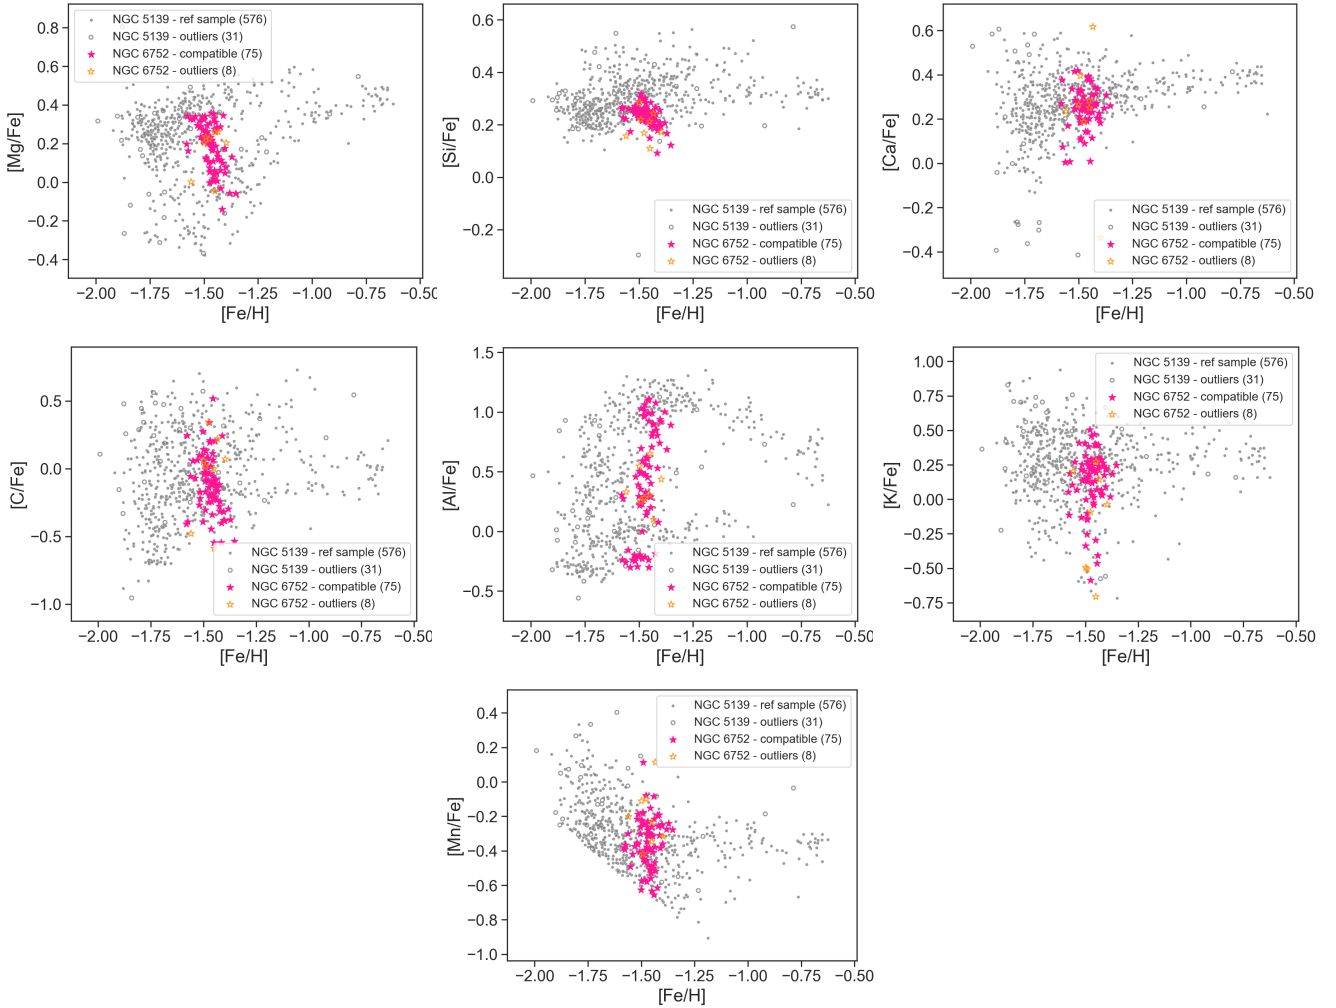 [Mg/Fe]
0.8
0.6
0.4
0.2
0.0
−0.2
−0.4
NGC 5139 - ref sample (576)
NGC 5139 - outliers (31)
NGC 6752 - compatible (75)
NGC 6752 - outliers (8)
−2.00 −1.75 −1.50 −1.25 −1.00 −0.75 −0.50
[Fe/H]
[Si/Fe]
0.6
0.4
0.2
0.0
−0.2
NGC 5139 - ref sample (576)
NGC 5139 - outliers (31)
NGC 6752 - compatible (75)
NGC 6752 - outliers (8)
−2.00 −1.75 −1.50 −1.25 −1.00 −0.75 −0.50
[Fe/H]
[Ca/Fe]
0.6
0.4
0.2
0.0
−0.2
−0.4
NGC 5139 - ref sample (576)
NGC 5139 - outliers (31)
NGC 6752 - compatible (75)
NGC 6752 - outliers (8)
−2.00 −1.75 −1.50 −1.25 −1.00 −0.75 −0.50
[Fe/H]
[C/Fe]
0.5
0.0
−0.5
−1.0
NGC 5139 - ref sample (576)
NGC 5139 - outliers (31)
NGC 6752 - compatible (75)
NGC 6752 - outliers (8)
−2.00 −1.75 −1.50 −1.25 −1.00 −0.75 −0.50
[Fe/H]
[Al/Fe]
1.5
1.0
0.5
0.0
−0.5
NGC 5139 - ref sample (576)
NGC 5139 - outliers (31)
NGC 6752 - compatible (75)
NGC 6752 - outliers (8)
−2.00 −1.75 −1.50 −1.25 −1.00 −0.75 −0.50
[Fe/H]
[K/Fe]
1.00
0.75
0.50
0.25
0.00
−0.25
−0.50
−0.75
NGC 5139 - ref sample (576)
NGC 5139 - outliers (31)
NGC 6752 - compatible (75)
NGC 6752 - outliers (8)
−2.00 −1.75 −1.50 −1.25 −1.00 −0.75 −0.50
[Fe/H]
[Mn/Fe]
0.4
0.2
0.0
−0.2
−0.4
−0.6
−0.8
−1.0
NGC 5139 - ref sample (576)
NGC 5139 - outliers (31)
NGC 6752 - compatible (75)
NGC 6752 - outliers (8)
−2.00 −1.75 −1.50 −1.25 −1.00 −0.75 −0.50
[Fe/H]